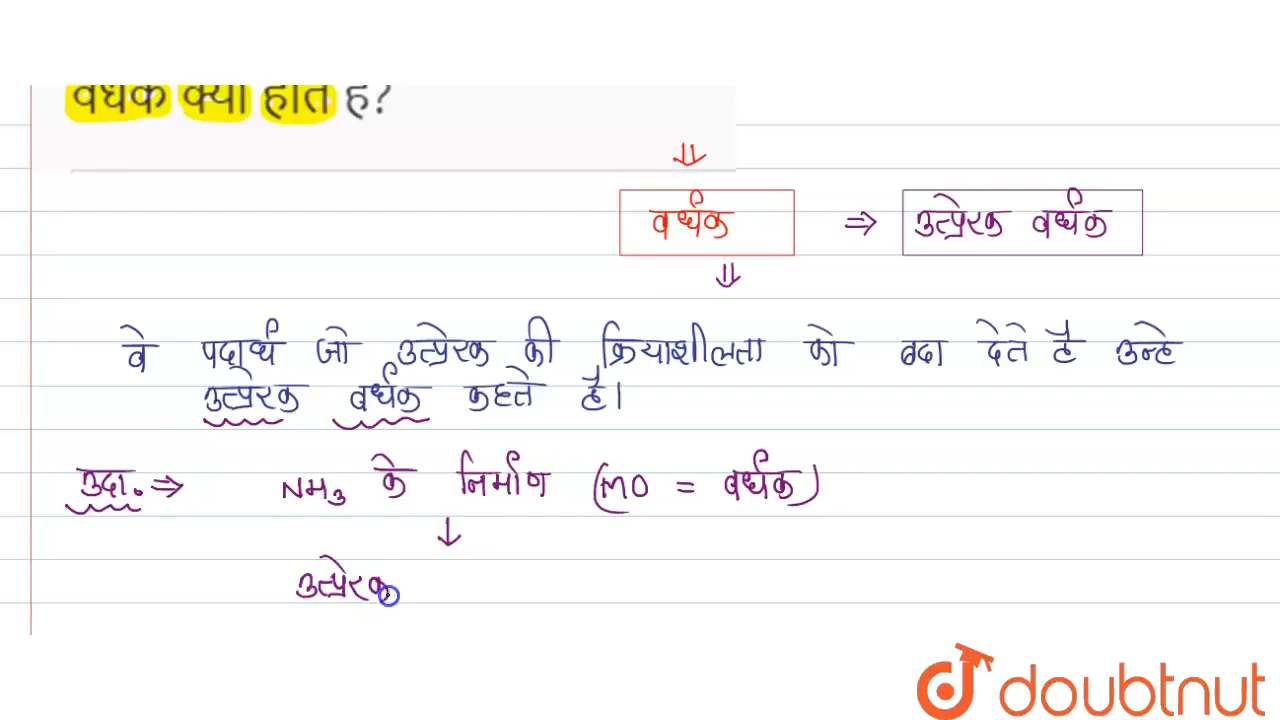 वर्धक क्या होते है?
वर्धक ⇒ उत्प्रेरक वर्धक
वे पदार्थ जो उत्प्रेरक की क्रियाशीलता को बढा देते है उन्हे
उत्प्रेरक वर्धक कहते है।
उदा. ⇒ NH3 के निर्माण (MO = वर्धक)
उत्प्रेरक
doubtnut